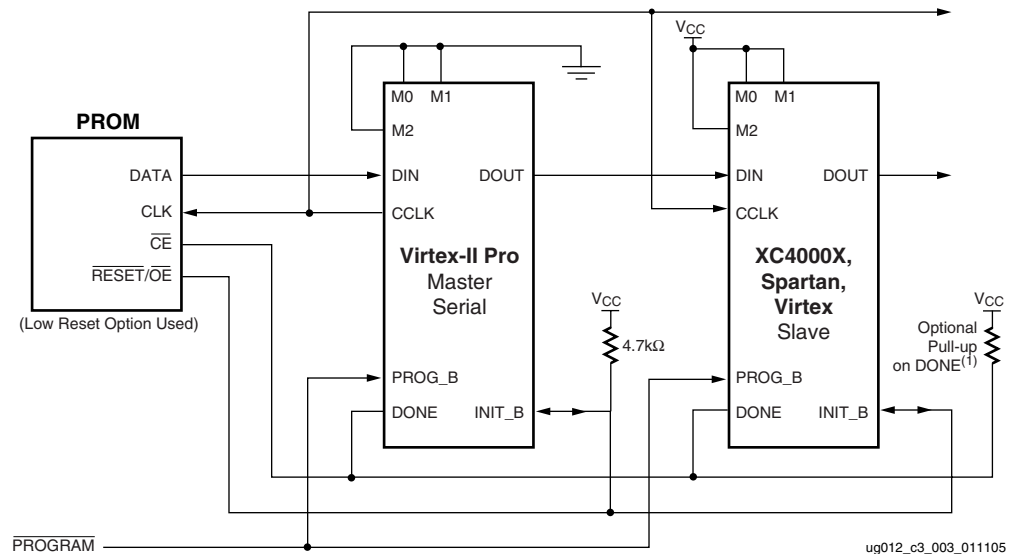 PROM
DATA
CLK
CE
RESET/OE
(Low Reset Option Used)
M0 M1
M2
DIN
DOUT
CCLK
Virtex-II Pro
Master
Serial
PROG_B
DONE
INIT_B
VCC
4.7kΩ
VCC
M0 M1
M2
DIN
DOUT
CCLK
XC4000X,
Spartan,
Virtex
Slave
PROG_B
DONE
INIT_B
VCC
Optional
Pull-up
on DONE(1)
PROGRAM
ug012_c3_003_011105